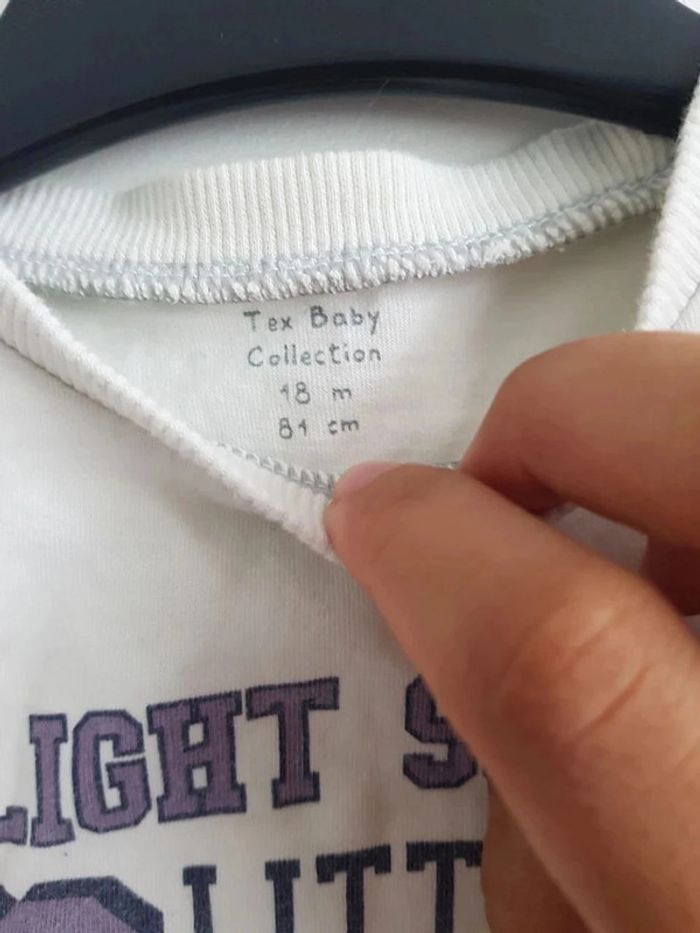 Tex Baby
Collection
18 m
81 cm
LIGHT S
LITT